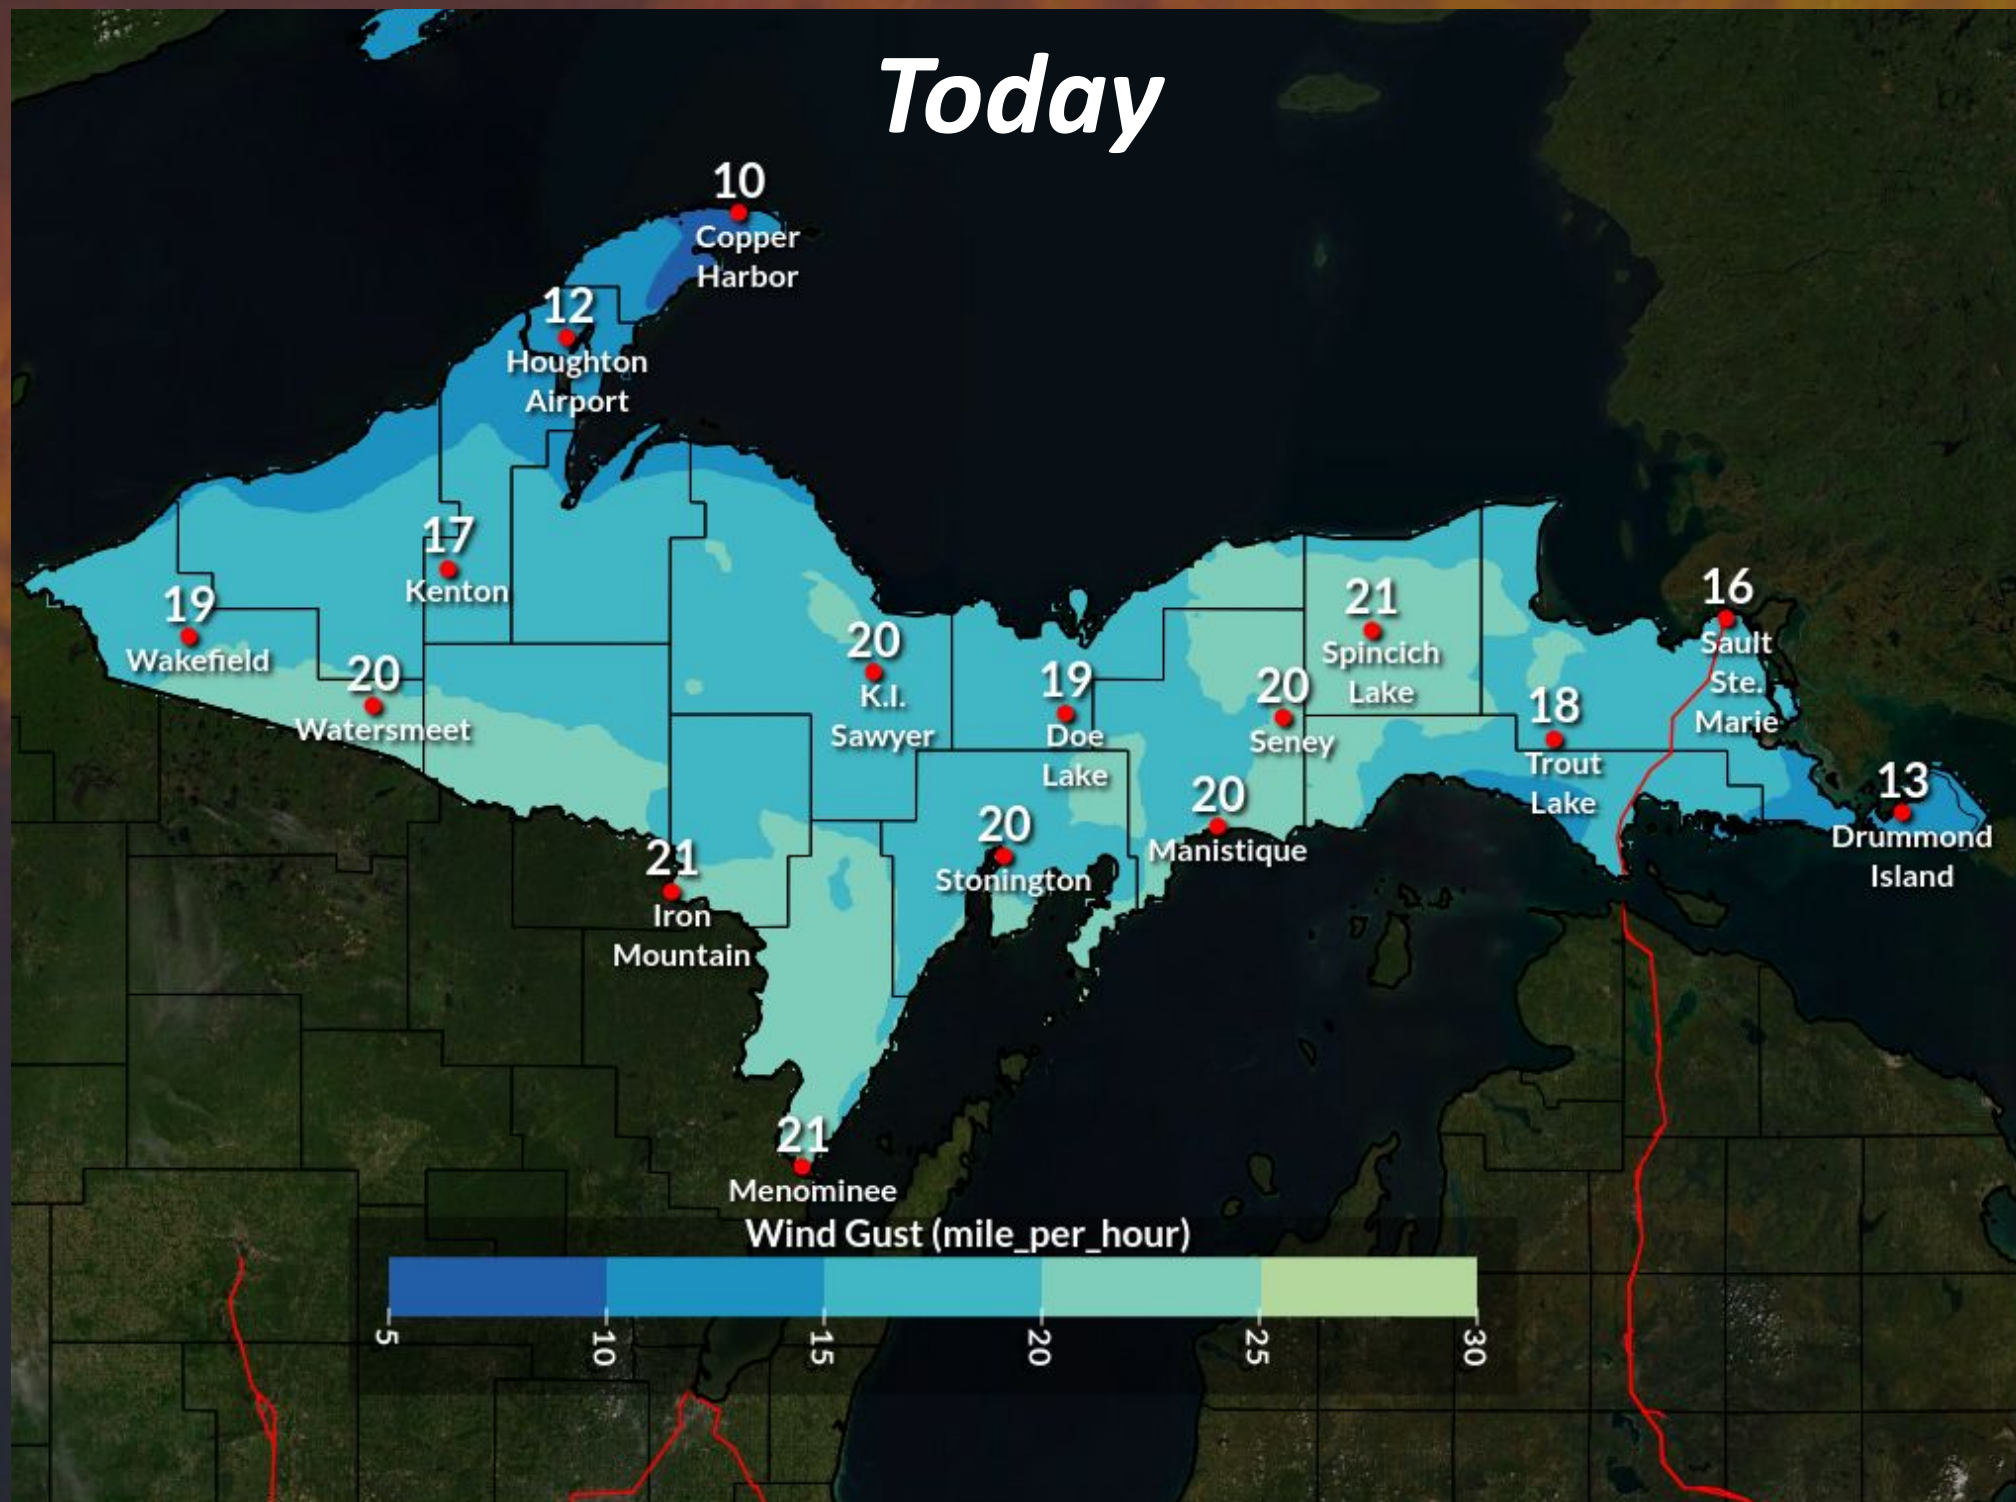 Today
10
Copper
Harbor
12
Houghton
Airport
17
Kenton
19
Wakefield
20
Watersmeet
20
K.I.
Sawyer
19
Doe
Lake
21
Spincich
Lake
20
Seney
16
Sault
Ste.
Marie
18
Trout
Lake
13
Drummond
Island
20
Manistique
20
Stonington
21
Iron
Mountain
21
Menominee
Wind Gust (mile_per_hour)
5
10
15
20
25
30